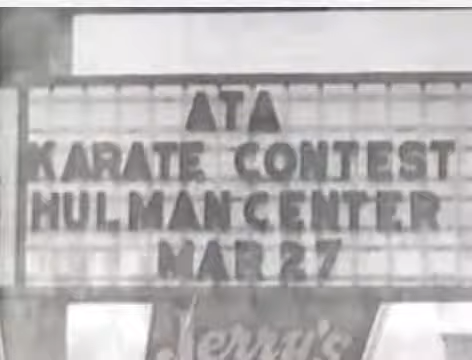 ATA
KARATE CONTEST
HULMAN CENTER
MAR 27
Jerry's